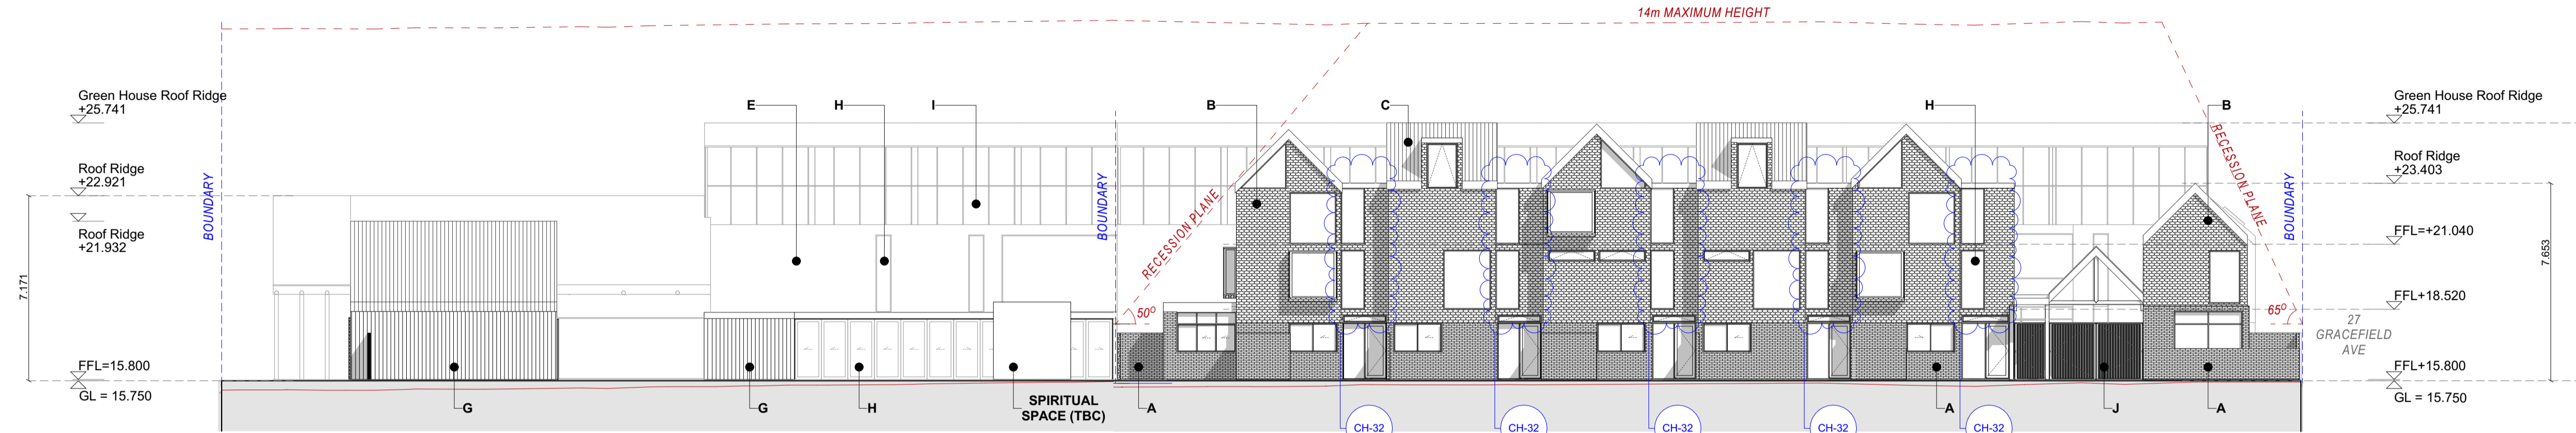 14m MAXIMUM HEIGHT
Green House Roof Ridge
+25.741
Roof Ridge
+22.921
Roof Ridge
+21.932
7.171
FFL=15.800
GL = 15.750
BOUNDARY
E
H
I
BOUNDARY
RECESSION PLANE
50°
B
C
H
B
RECESSION PLANE
65°
BOUNDARY
27
GRACEFIELD
AVE
Green House Roof Ridge
+25.741
Roof Ridge
+23.403
FFL=+21.040
FFL+18.520
FFL+15.800
GL = 15.750
7.653
G
G
H
SPIRITUAL
SPACE (TBC)
A
A
J
A
CH-32
CH-32
CH-32
CH-32
CH-32